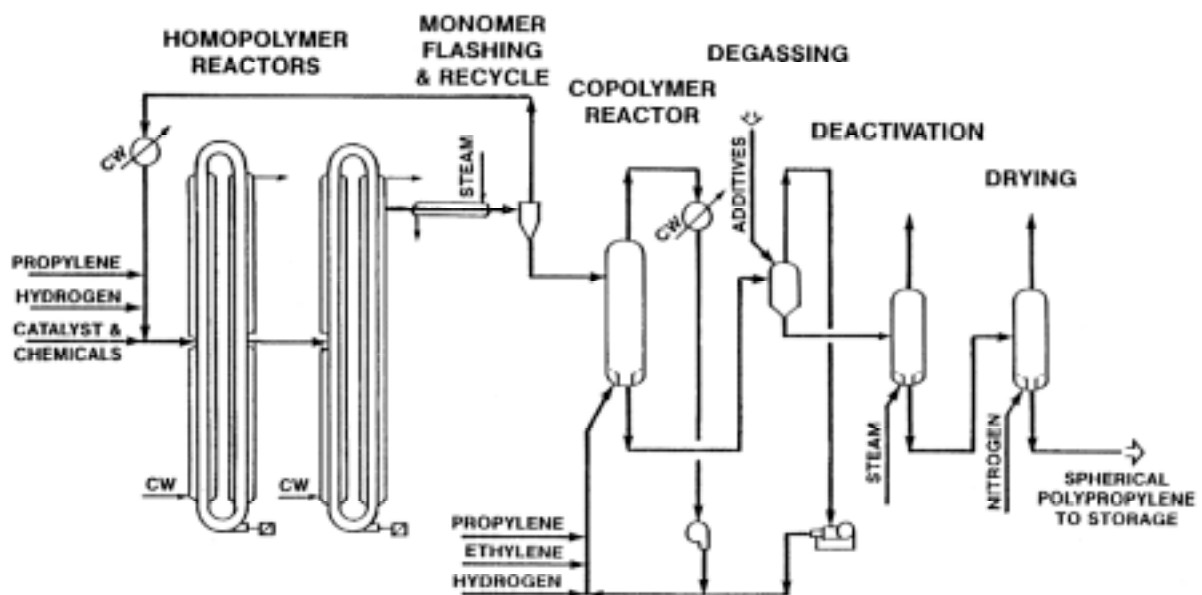 HOMOPOLYMER
REACTORS
MONOMER
FLASHING
& RECYCLE
DEGASSING
COPOLYMER
REACTOR
DEACTIVATION
DRYING
CW
STEAM
CW
ADDITIVES
PROPYLENE
HYDROGEN
CATALYST &
CHEMICALS
CW
CW
PROPYLENE
ETHYLENE
HYDROGEN
STEAM
NITROGEN
SPHERICAL
POLYPROPYLENE
TO STORAGE